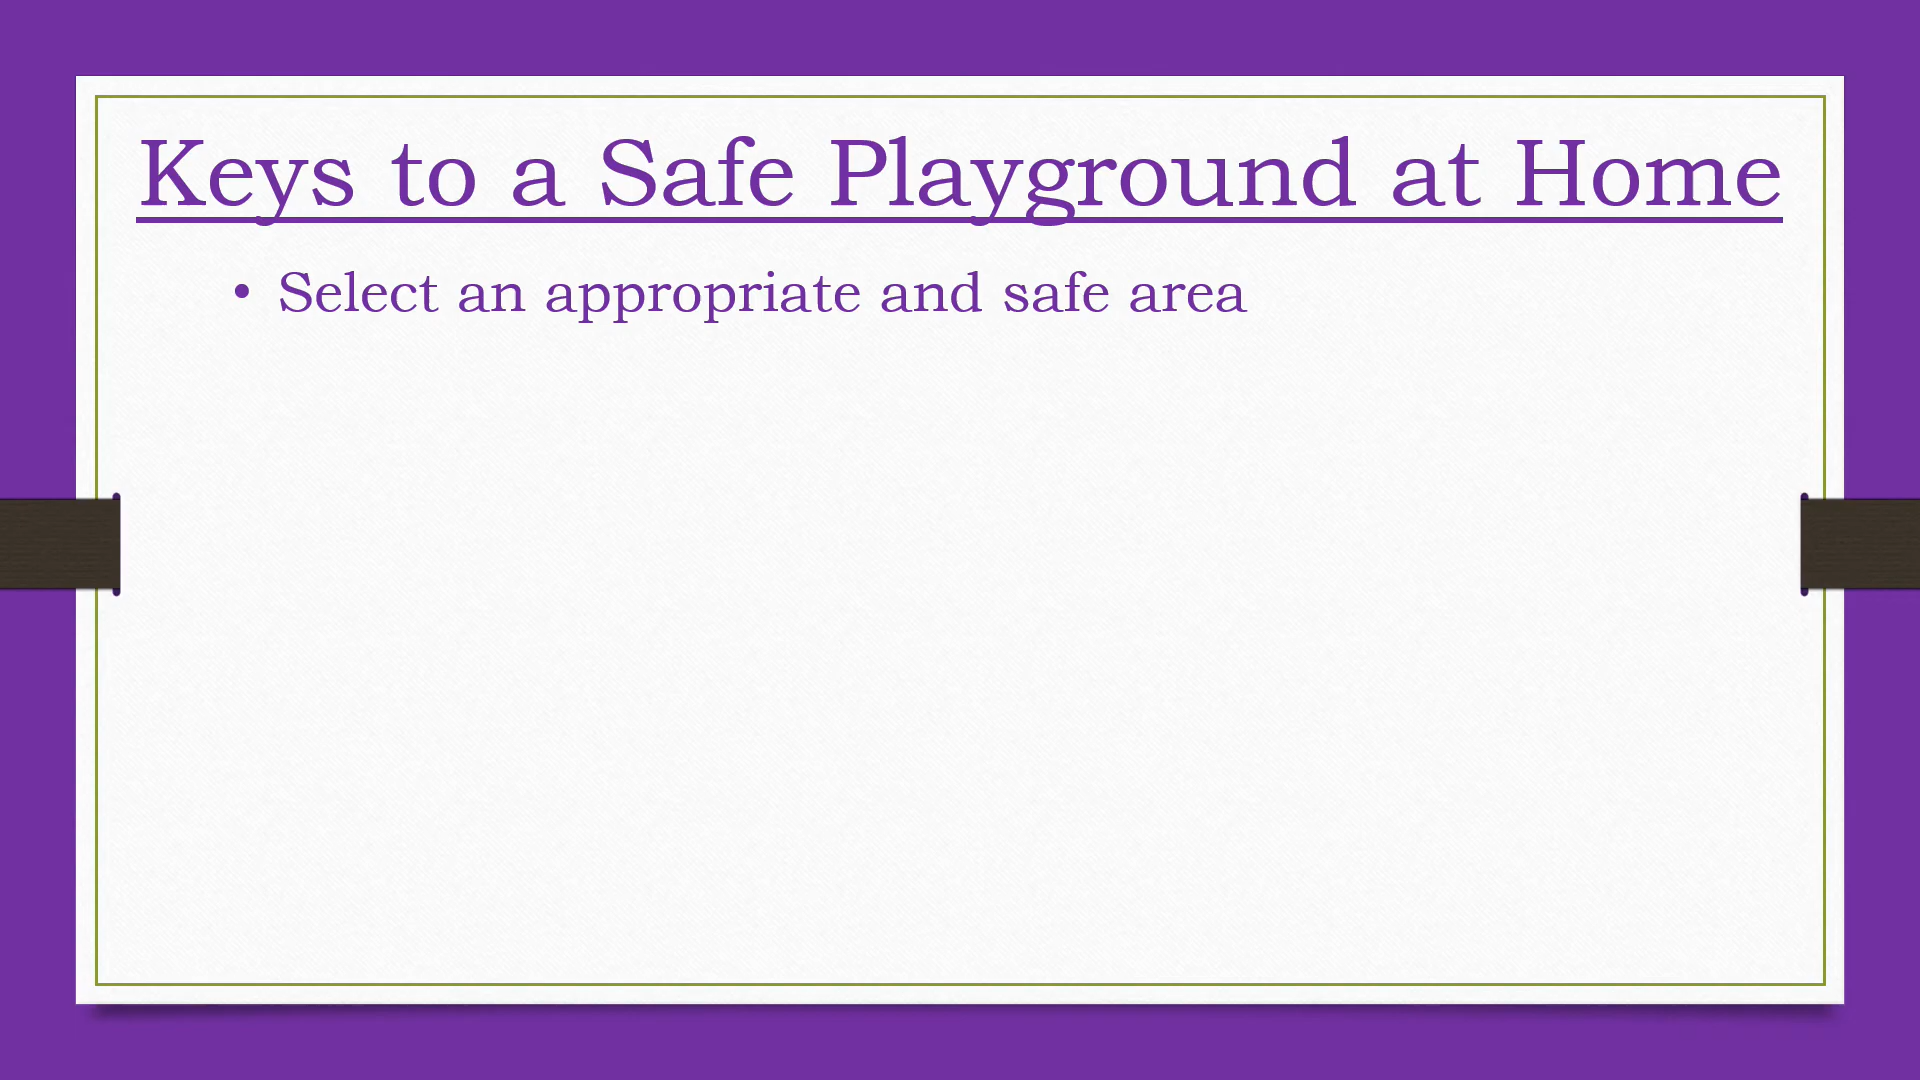 Keys to a Safe Playground at Home
• Select an appropriate and safe area